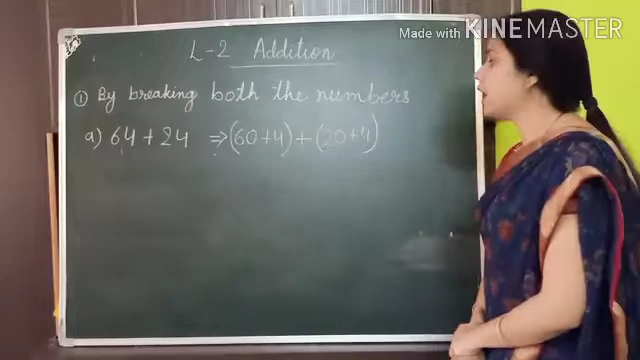 Made with KINEMASTER
L-2 Addition
① By breaking both the numbers
a) 64 + 24 ⇒ (60+4) + (20+4)